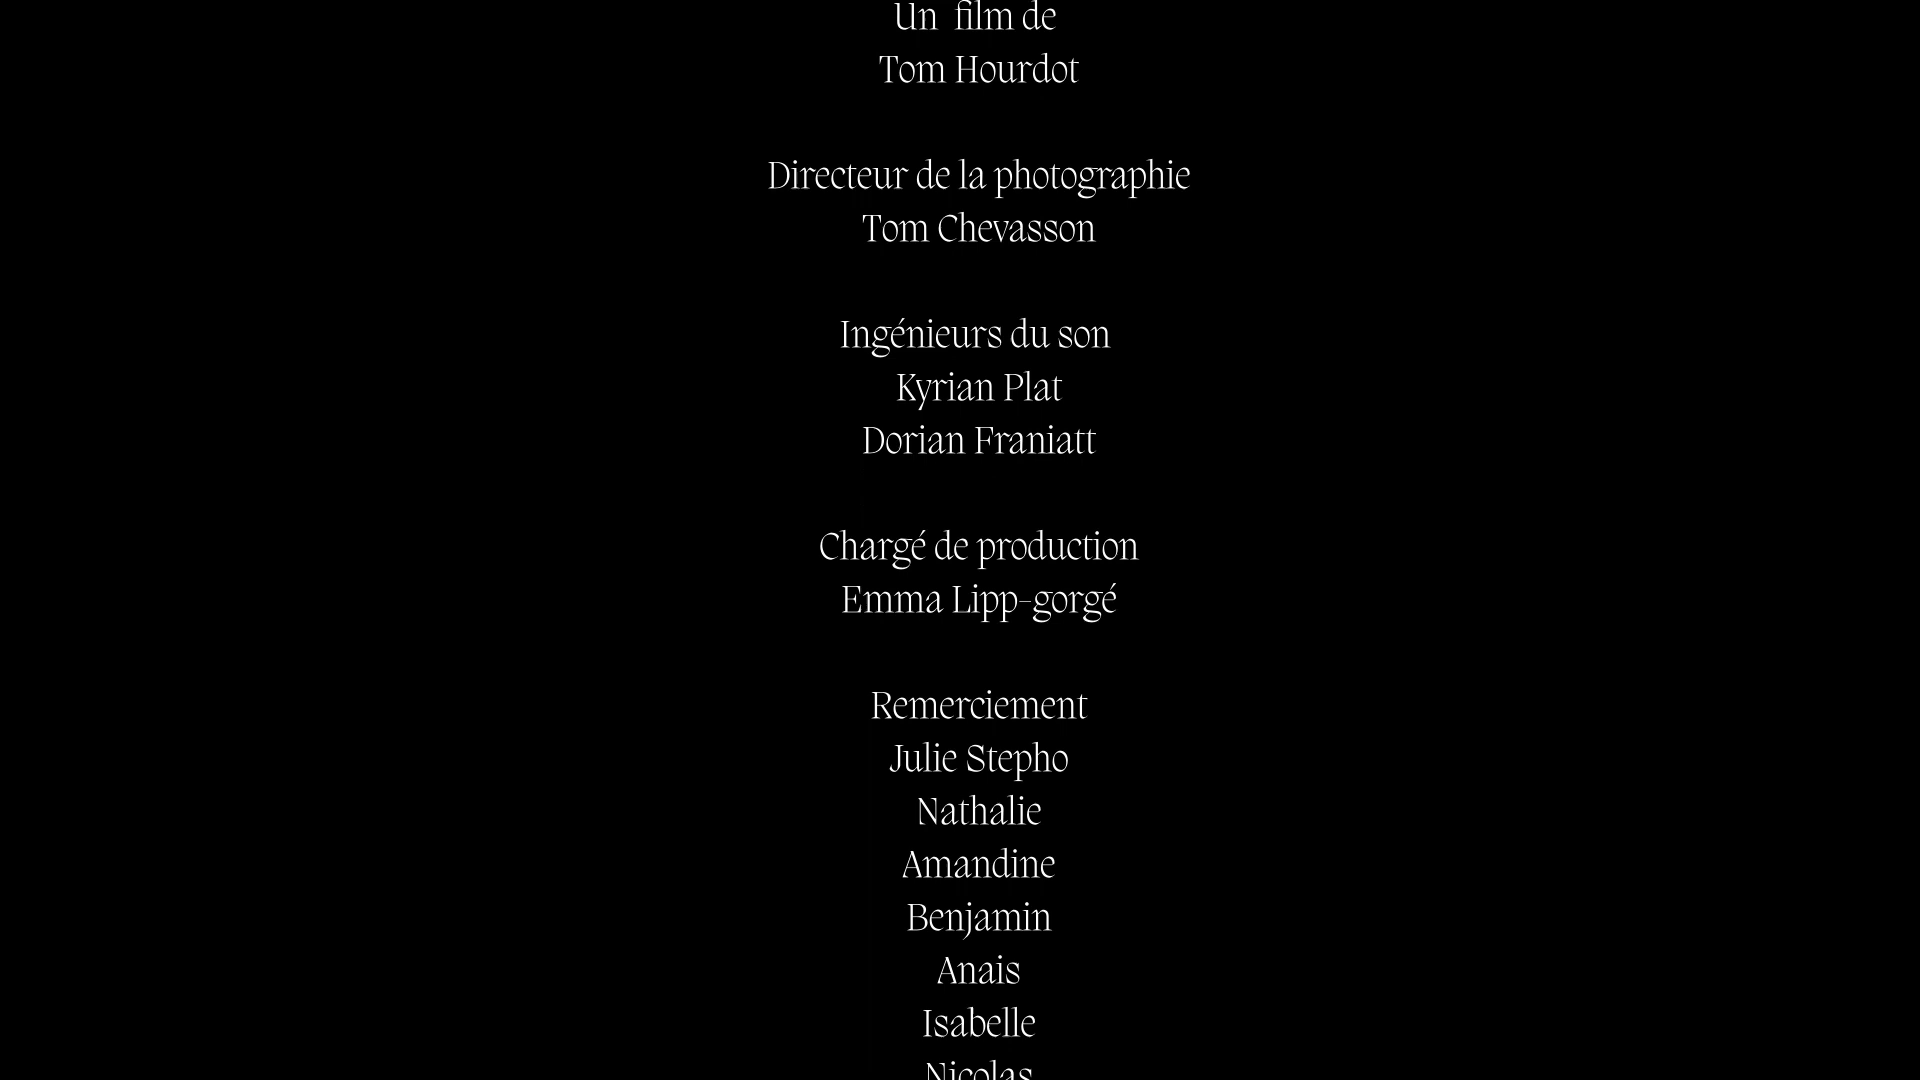 Un film de
Tom Hourdot
Directeur de la photographie
Tom Chevasson
Ingénieurs du son
Kyrian Plat
Dorian Franiatt
Chargé de production
Emma Lipp-gorgé
Remerciement
Julie Stepho
Nathalie
Amandine
Benjamin
Anais
Isabelle
Nicolas